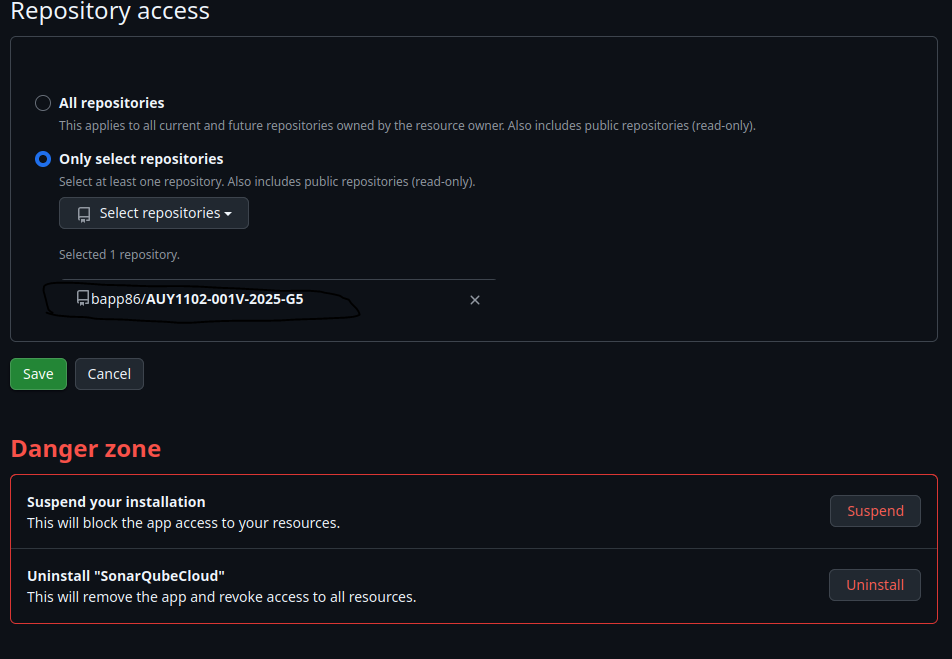 Repository access
All repositories
This applies to all current and future repositories owned by the resource owner. Also includes public repositories (read-only).
Only select repositories
Select at least one repository. Also includes public repositories (read-only).
Select repositories
Selected 1 repository.
bapp86/AUY1102-001V-2025-G5
Save Cancel
Danger zone
Suspend your installation
This will block the app access to your resources.
Suspend
Uninstall "SonarQubeCloud"
This will remove the app and revoke access to all resources.
Uninstall